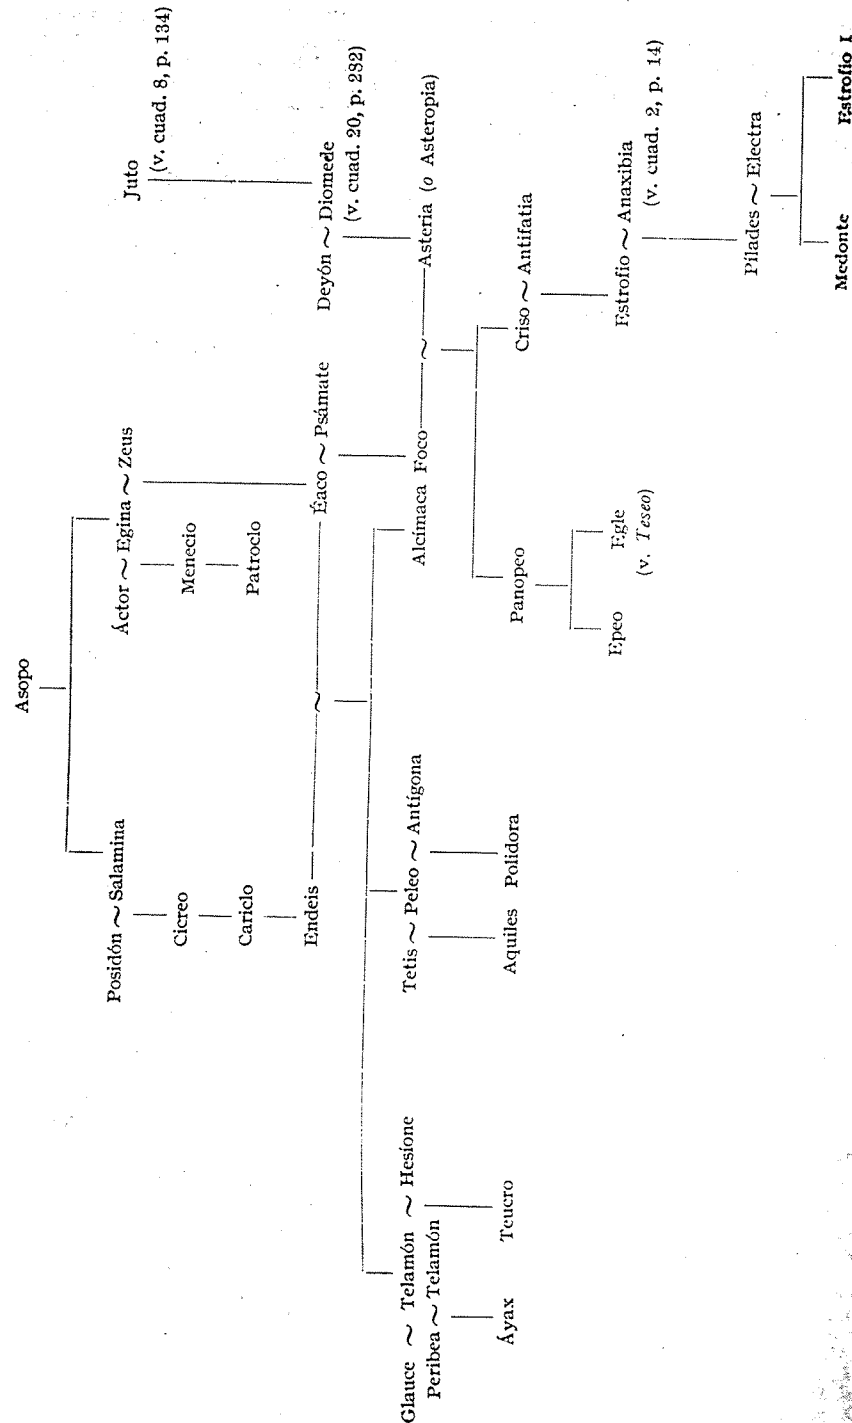 Asopo
Posidón ~ Salamina
Áctor ~ Egina ~ Zeus
Juto
(v. cuad. 8, p. 134)
Cicreo
Menecio
Cariclo
Patroclo
Endeis ~ Éaco ~ Psámate
Deyón ~ Diomede
(v. cuad. 20, p. 232)
Glauce ~ Telamón ~ Hesíone
Peribea ~ Telamón
Tetis ~ Peleo ~ Antígona
Alcímaca
Foco ~ Asteria (o Asteropia)
Áyax
Teucro
Aquiles
Polidora
Panopeo
Criso ~ Antifatia
Epeo
Egle
(v. Teseo)
Estrofio ~ Anaxibia
(v. cuad. 2, p. 14)
Pílades ~ Electra
Medonte
Estrofio I